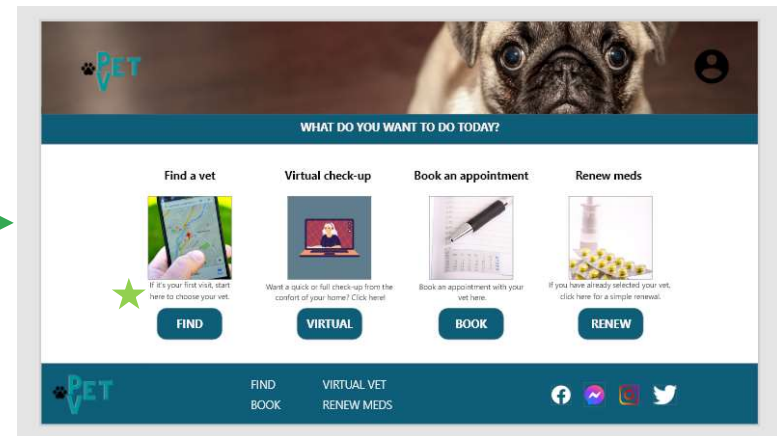 PET
V
WHAT DO YOU WANT TO DO TODAY?
Find a vet
If it's your first visit, start
here to choose your vet.
FIND
Virtual check-up
Want a quick or full check-up from the
confort of your home? Click here!
VIRTUAL
Book an appointment
Book an appointment with your
vet here.
BOOK
Renew meds
If you have already selected your vet,
click here for a simple renewal.
RENEW
PET
V
FIND
VIRTUAL VET
BOOK
RENEW MEDS